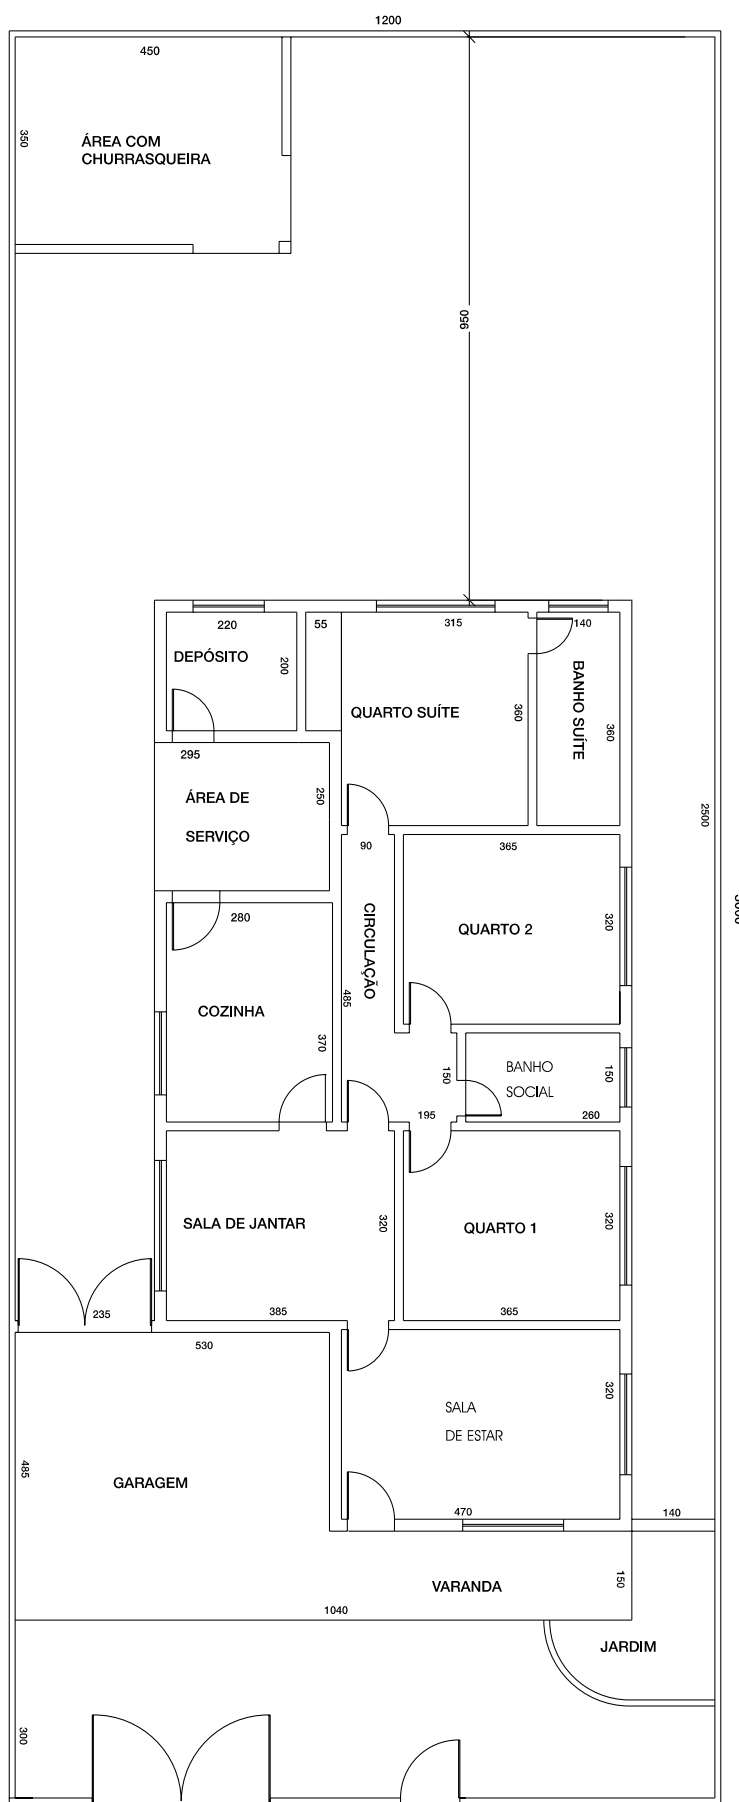 1200
450
350
ÁREA COM
CHURRASQUEIRA
950
220
55
315
140
DEPÓSITO
200
QUARTO SUÍTE
360
BANHO SUÍTE
360
295
ÁREA DE
SERVIÇO
250
2500
90
365
280
CIRCULAÇÃO
QUARTO 2
320
COZINHA
485
370
BANHO
SOCIAL
150
150
195
260
SALA DE JANTAR
320
QUARTO 1
320
235
385
365
530
SALA
DE ESTAR
320
485
GARAGEM
470
140
VARANDA
150
1040
JARDIM
300